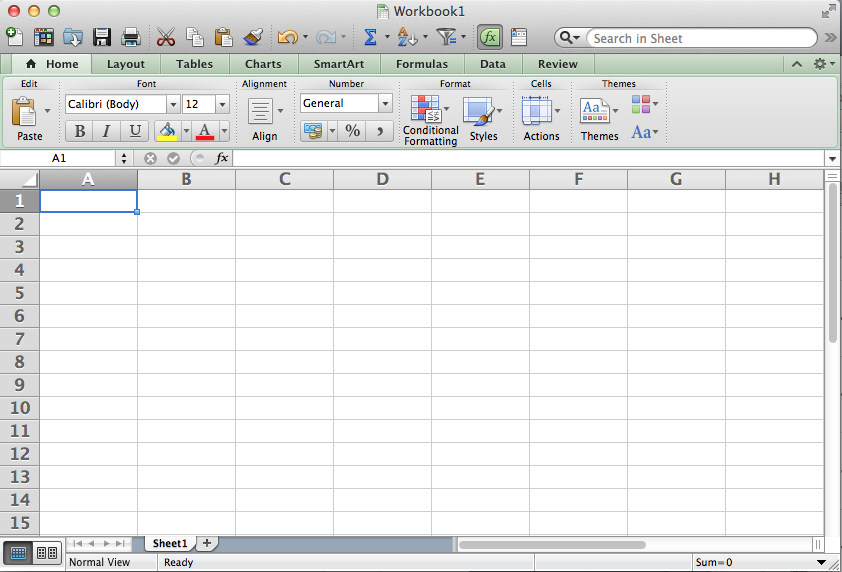 Workbook1
Search in Sheet
Home Layout Tables Charts SmartArt Formulas Data Review
Edit Font Alignment Number Format Cells Themes
Calibri (Body) 12 General
Paste B I U A Align % , Conditional Formatting Styles Actions Aa Themes Aa
A1 fx
A B C D E F G H
1
2
3
4
5
6
7
8
9
10
11
12
13
14
15
Sheet1 +
Normal View Ready Sum=0